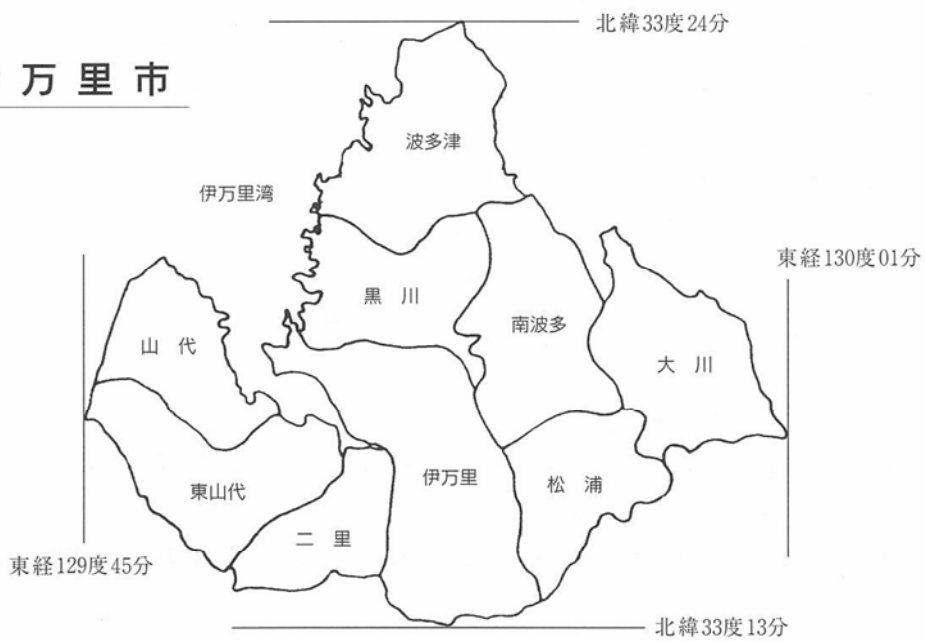 万里市
北緯33度24分
波多津
伊万里湾
東経130度01分
黒川
南波多
山代
大川
伊万里
東山代
松浦
二里
東経129度45分
北緯33度13分